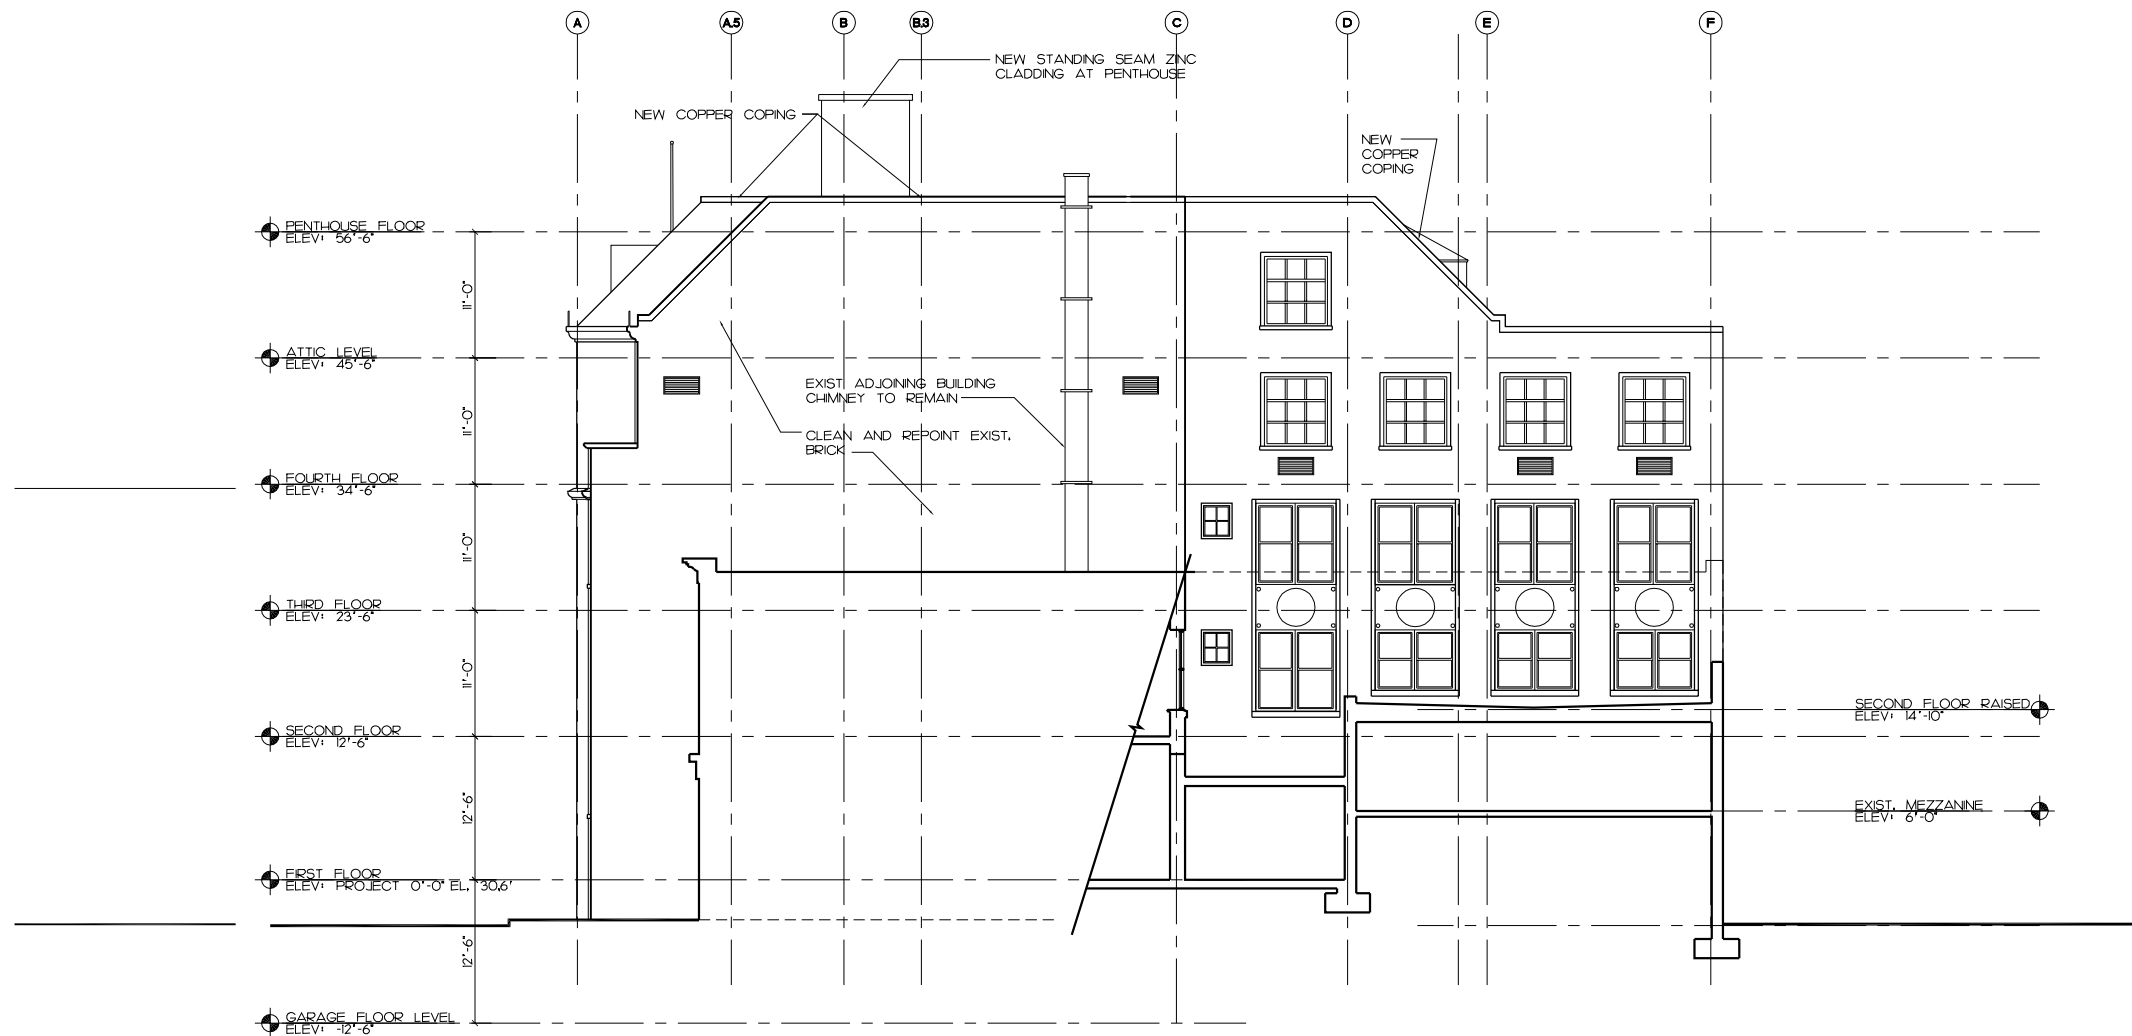 A A.5 B B.3 C D E F
NEW STANDING SEAM ZINC
CLADDING AT PENTHOUSE
NEW COPPER COPING
NEW
COPPER
COPING
PENTHOUSE FLOOR
ELEV: 56'-6"
11'-0"
ATTIC LEVEL
ELEV: 45'-6"
EXIST. ADJOINING BUILDING
CHIMNEY TO REMAIN
11'-0"
CLEAN AND REPOINT EXIST.
BRICK
FOURTH FLOOR
ELEV: 34'-6"
11'-0"
THIRD FLOOR
ELEV: 23'-6"
11'-0"
SECOND FLOOR RAISED
ELEV: 14'-10"
SECOND FLOOR
ELEV: 12'-6"
12'-6"
EXIST. MEZZANINE
ELEV: 6'-0"
FIRST FLOOR
ELEV: PROJECT 0'-0" EL. 30.6'
12'-6"
GARAGE FLOOR LEVEL
ELEV: -12'-6"